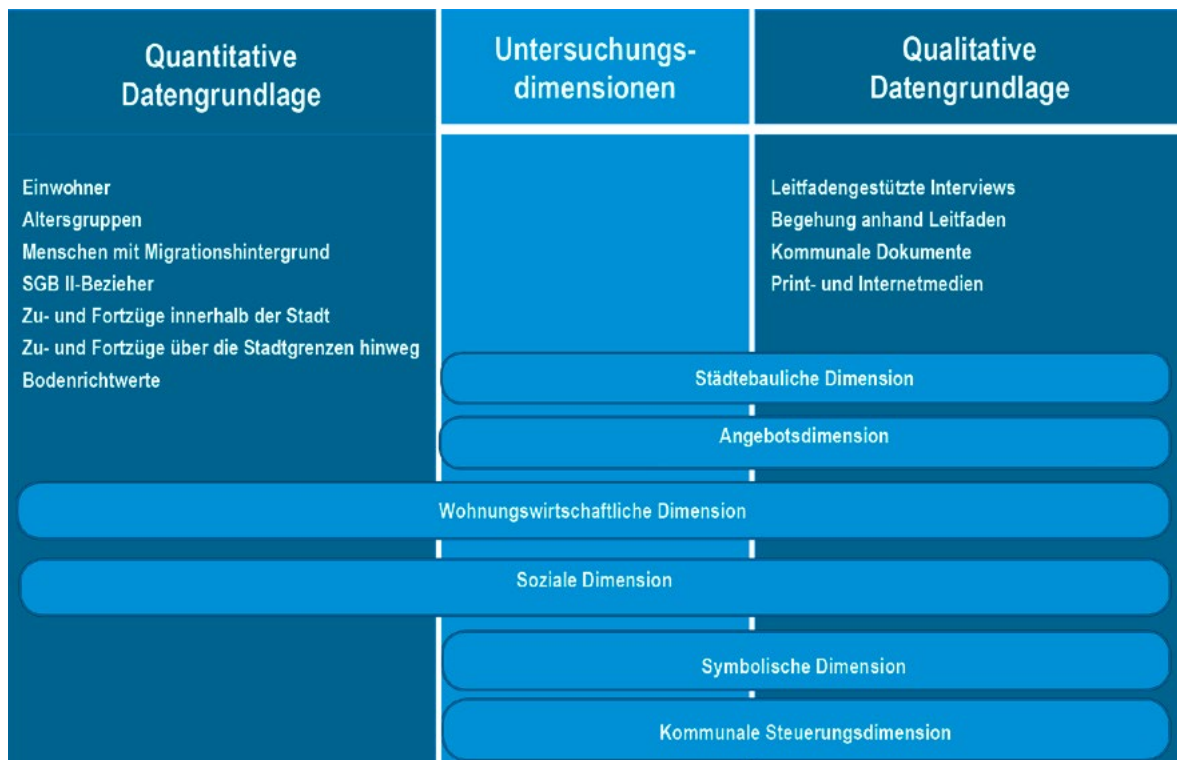 Quantitative
Datengrundlage
Untersuchungs-
dimensionen
Qualitative
Datengrundlage
Einwohner
Altersgruppen
Menschen mit Migrationshintergrund
SGB II-Bezieher
Zu- und Fortzüge innerhalb der Stadt
Zu- und Fortzüge über die Stadtgrenzen hinweg
Bodenrichtwerte
Leitfadengestützte Interviews
Begehung anhand Leitfaden
Kommunale Dokumente
Print- und Internetmedien
Städtebauliche Dimension
Angebotsdimension
Wohnungswirtschaftliche Dimension
Soziale Dimension
Symbolische Dimension
Kommunale Steuerungsdimension